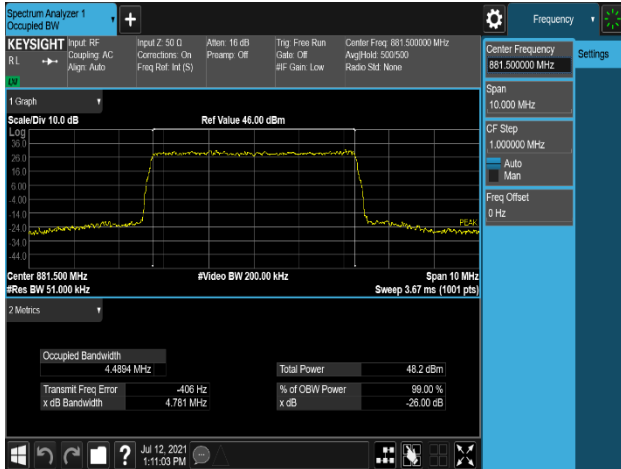 Spectrum Analyzer 1
Occupied BW
+
Frequency
KEYSIGHT
R L
LW
Input: RF
Coupling: AC
Align: Auto
Input Z: 50 Ω
Corrections: On
Freq Ref: Int (S)
Atten: 16 dB
Preamp: Off
Trig: Free Run
Gate: Off
#IF Gain: Low
Center Freq: 881.500000 MHz
Avg|Hold: 500/500
Radio Std: None
Center Frequency
881.500000 MHz
Settings
Span
10.000 MHz
CF Step
1.000000 MHz
Auto
Man
Freq Offset
0 Hz
1 Graph
Scale/Div 10.0 dB
Ref Value 46.00 dBm
Log
36.0
26.0
16.0
6.00
-4.00
-14.0
-24.0
-34.0
-44.0
PEAK
Center 881.500 MHz
#Video BW 200.00 kHz
Span 10 MHz
#Res BW 51.000 kHz
Sweep 3.67 ms (1001 pts)
2 Metrics
Occupied Bandwidth
4.4894 MHz
Total Power
48.2 dBm
Transmit Freq Error
-406 Hz
% of OBW Power
99.00 %
x dB Bandwidth
4.781 MHz
x dB
-26.00 dB
?
Jul 12, 2021
1:11:03 PM